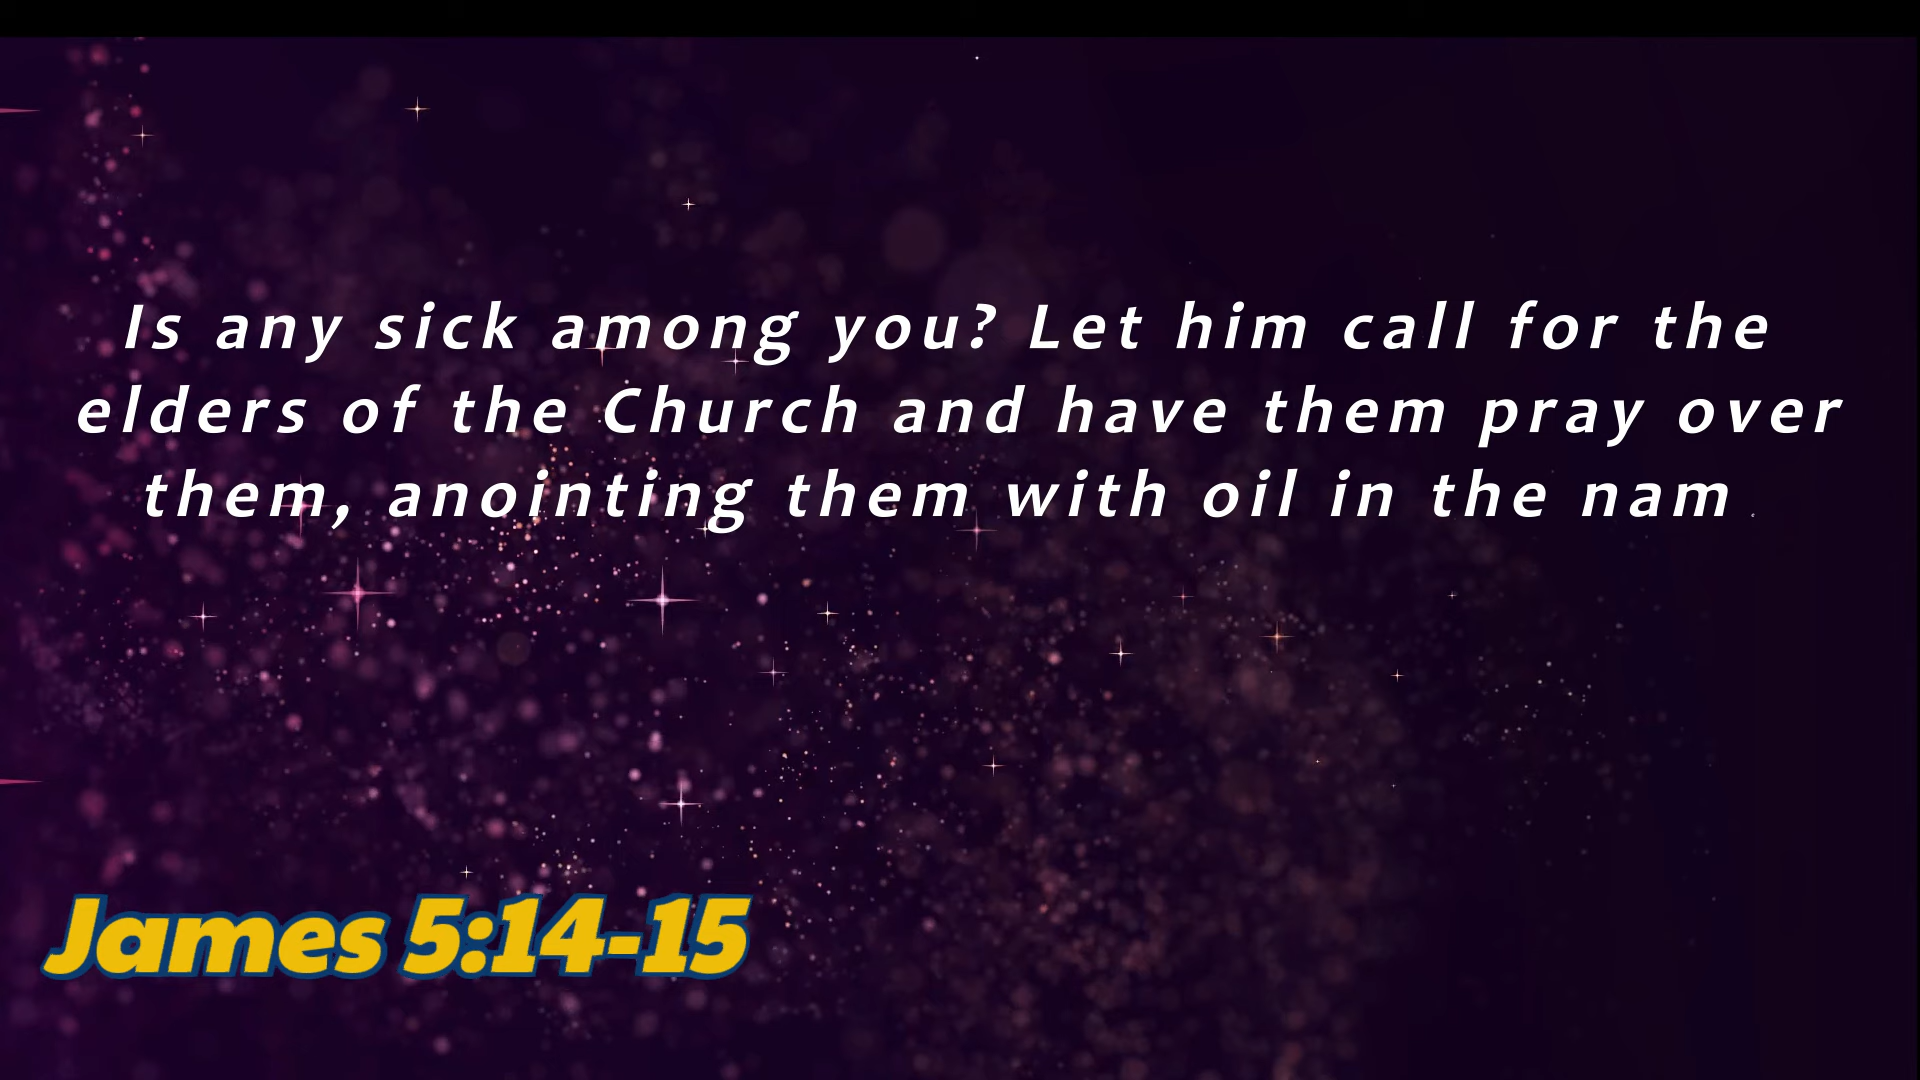 Is any sick among you? Let him call for the
elders of the Church and have them pray over
them, anointing them with oil in the nam
James 5:14-15